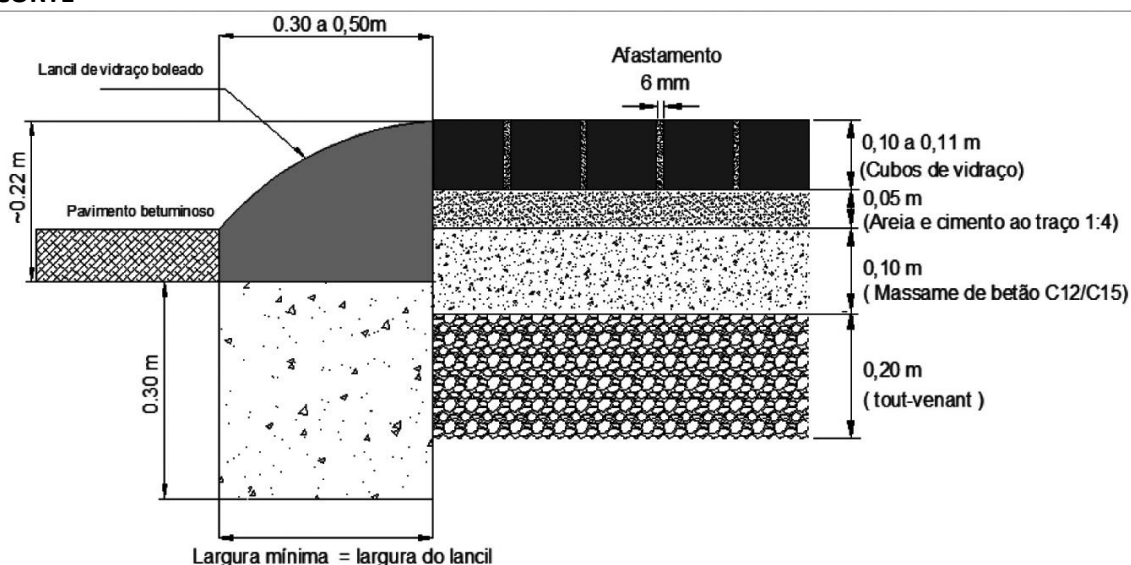 0.30 a 0,50m
Lancil de vidraço boleado
Afastamento
6 mm
~0.22 m
Pavimento betuminoso
0,10 a 0,11 m
(Cubos de vidraço)
0,05 m
(Areia e cimento ao traço 1:4)
0,10 m
( Massame de betão C12/C15)
0.30 m
0,20 m
( tout-venant )
Largura mínima = largura do lancil